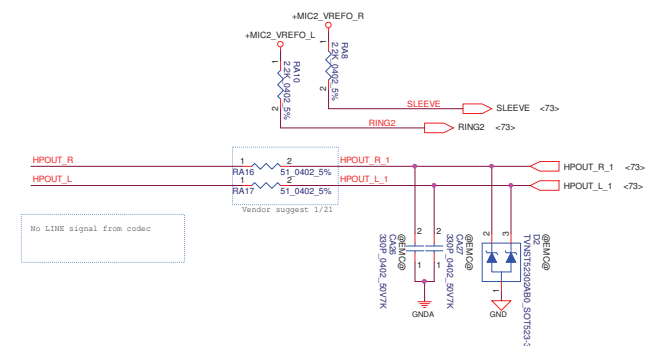 +MIC2_VREFO_R
+MIC2_VREFO_L
1
RA8
2.2K_0402_5%
2
1
RA10
2.2K_0402_5%
2
SLEEVE
SLEEVE <73>
RING2
RING2 <73>
HPOUT_R
1
2
HPOUT_R_1
HPOUT_R_1 <73>
RA16
51_0402_5%
HPOUT_L
1
2
HPOUT_L_1
HPOUT_L_1 <73>
RA17
51_0402_5%
Vendor suggest 1/21
No LINE signal from codec
@EMC@
CA26
330P_0402_50V7K
2
1
2
1
@EMC@
CA27
330P_0402_50V7K
GNDA
2
3
1
@EMC@
D2
TVNST52302AB0_SOT523-3
GND